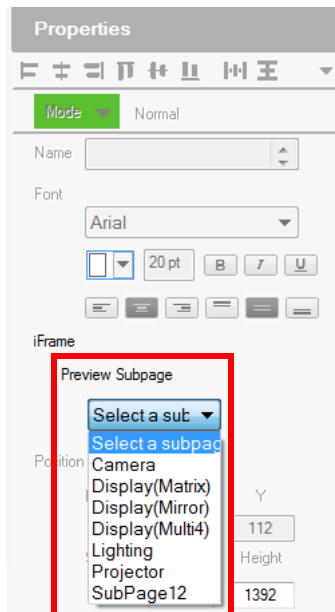 Properties
Mode Normal
Name
Font
Arial
20 pt B I U
iFrame
Preview Subpage
Select a sub
Select a subpag
Camera
Position
Display(Matrix)
Display(Mirror)
Y
Display(Multi4)
112
Lighting
Height
Projector
SubPage12
1392